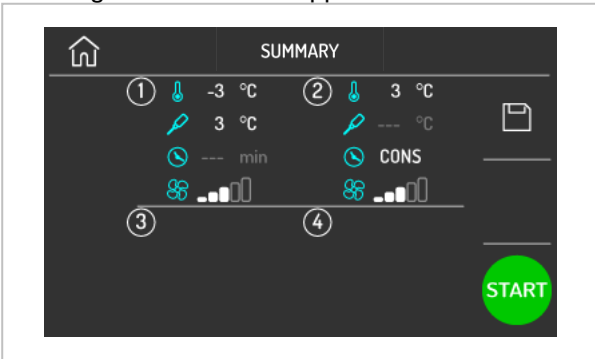 SUMMARY
1 -3 °C 2 3 °C
3 °C --- °C
--- min CONS
3 4
START